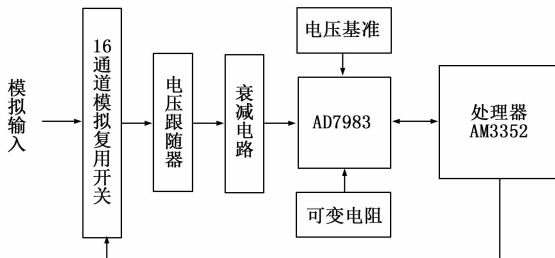 模拟输入
16通道模拟复用开关
电压跟随器
衰减电路
电压基准
AD7983
可变电阻
处理器
AM3352